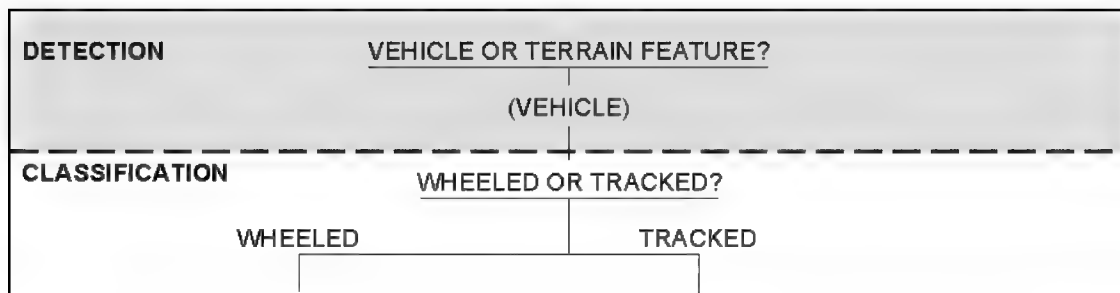 DETECTION VEHICLE OR TERRAIN FEATURE?
(VEHICLE)
CLASSIFICATION
WHEELED OR TRACKED?
WHEELED TRACKED